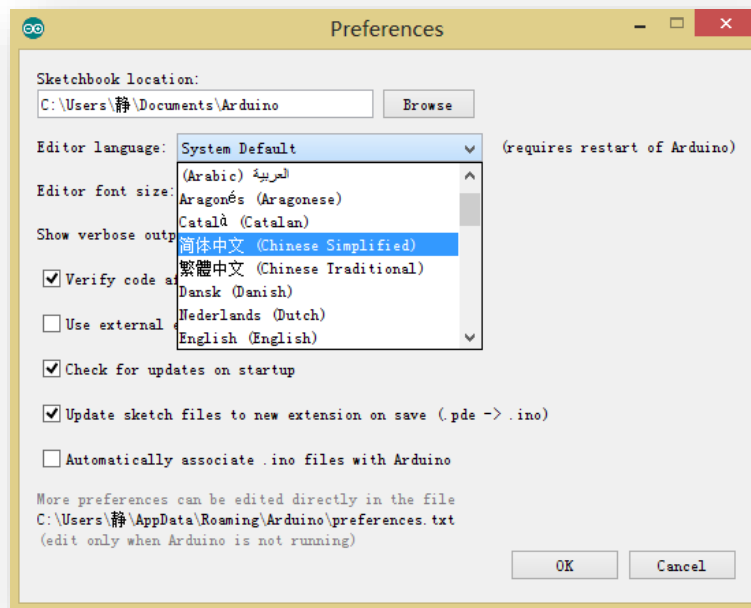 Preferences
Sketchbook location:
C:\Users\静\Documents\Arduino Browse
Editor language: System Default (requires restart of Arduino)
(Arabic) العربية
Editor font size:
Aragonés (Aragonese)
Català (Catalan)
Show verbose outp
简体中文 (Chinese Simplified)
繁體中文 (Chinese Traditional)
Verify code af
Dansk (Danish)
Nederlands (Dutch)
Use external e
English (English)
Check for updates on startup
Update sketch files to new extension on save (.pde -> .ino)
Automatically associate .ino files with Arduino
More preferences can be edited directly in the file
C:\Users\静\AppData\Roaming\Arduino\preferences.txt
(edit only when Arduino is not running)
OK Cancel